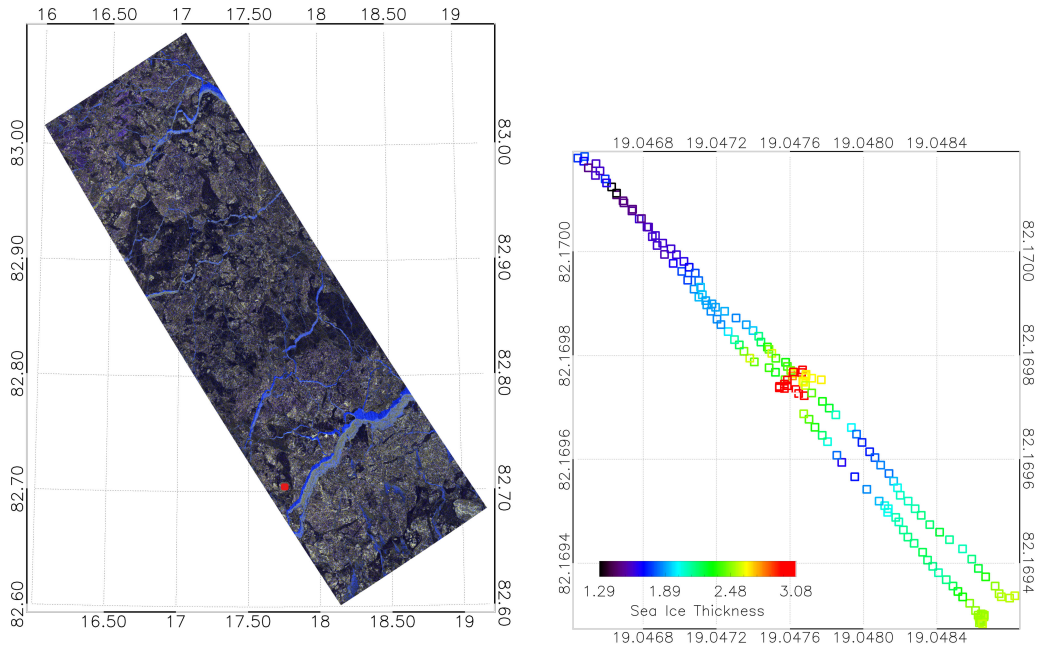 16 16.50 17 17.50 18 18.50 19
83.00 83.00
82.90 82.90
82.80 82.80
82.70 82.70
82.60 82.60
16.50 17 17.50 18 18.50 19
19.0468 19.0472 19.0476 19.0480 19.0484
82.1700 82.1700
82.1698 82.1698
82.1696 82.1696
82.1694 82.1694
1.29 1.89 2.48 3.08
Sea Ice Thickness
19.0468 19.0472 19.0476 19.0480 19.0484